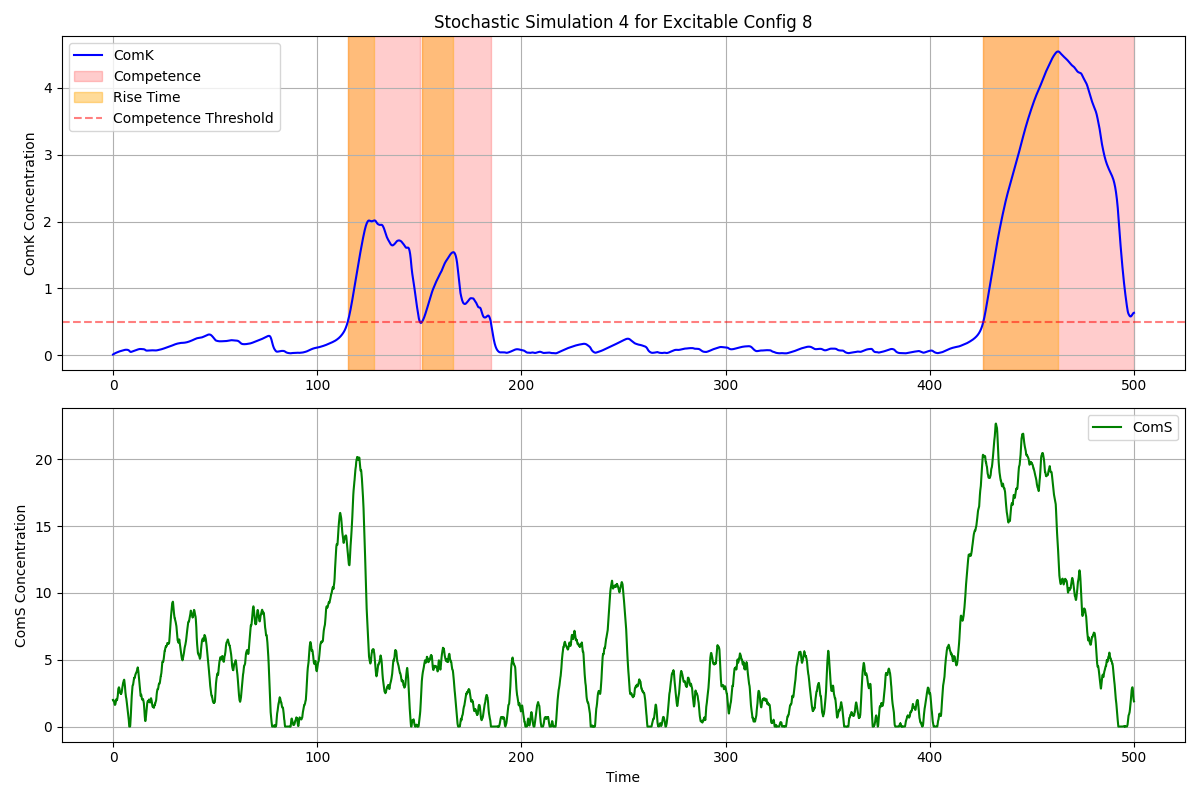 Stochastic Simulation 4 for Excitable Config 8
ComK
Competence
Rise Time
Competence Threshold
ComK Concentration
4
3
2
1
0
0 100 200 300 400 500
ComS
ComS Concentration
20
15
10
5
0
0 100 200 300 400 500
Time